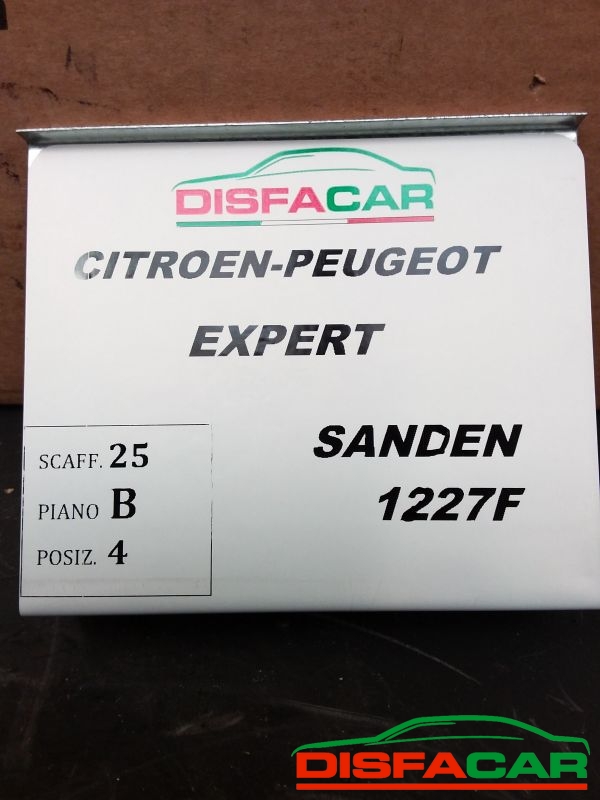 DISFACAR
CITROEN-PEUGEOT
EXPERT
SANDEN
1227F
SCAFF. 25
PIANO B
POSIZ. 4
DISFACAR